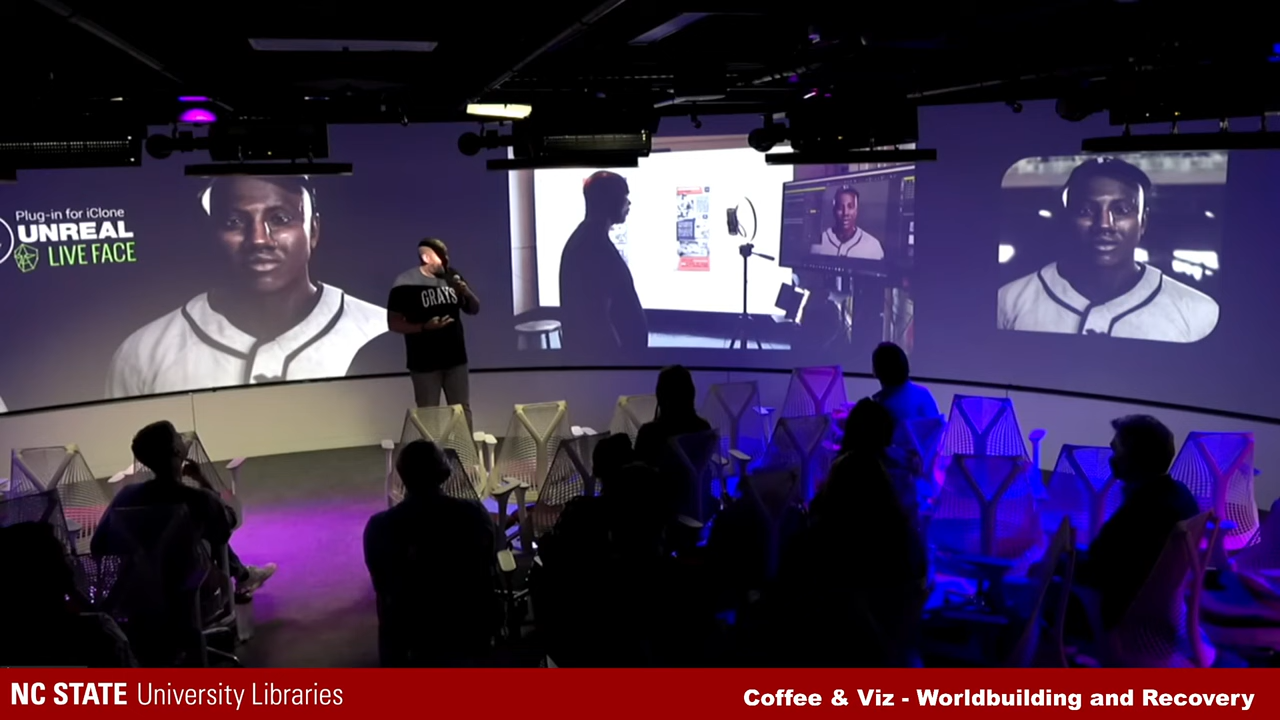 Plug-in for iClone
UNREAL
LIVE FACE
GRAYS
NC STATE University Libraries
Coffee & Viz - Worldbuilding and Recovery